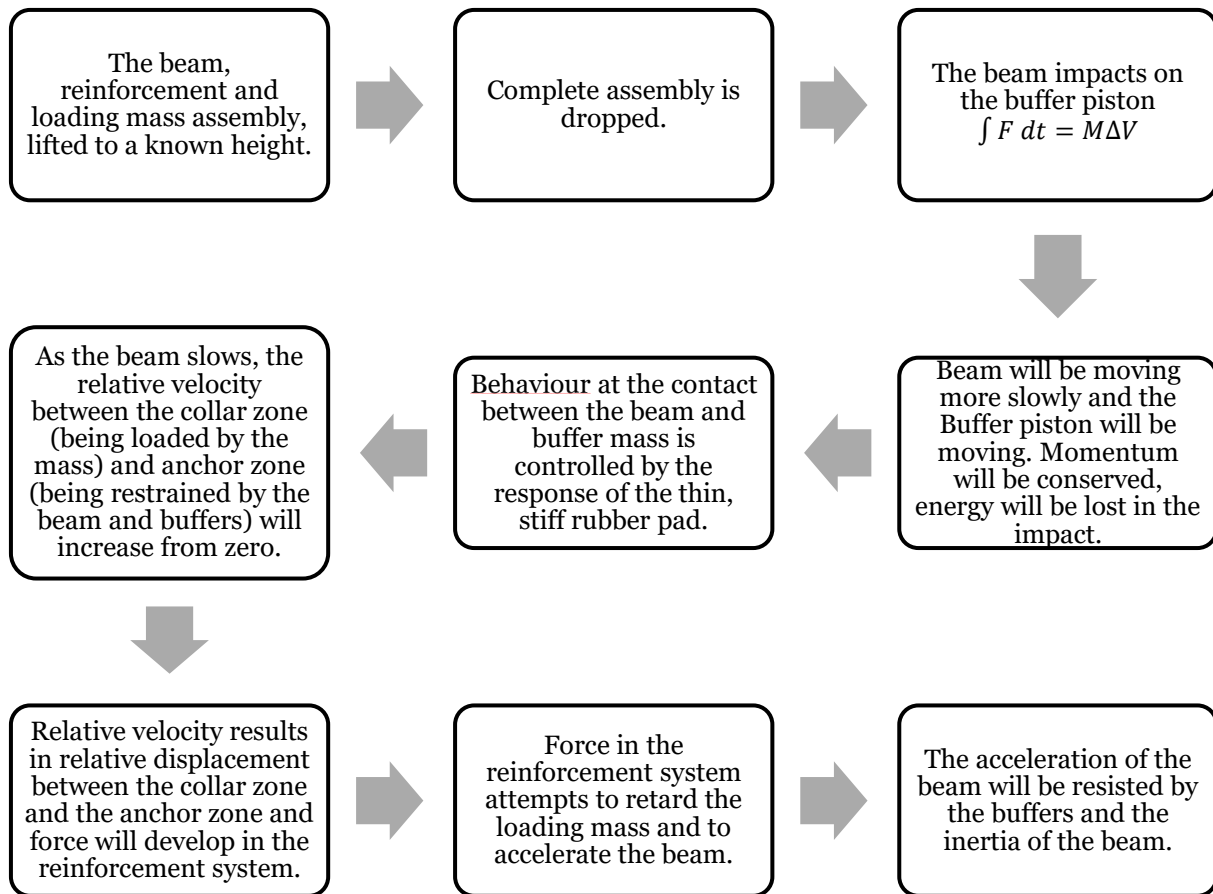 The beam,
reinforcement and
loading mass assembly,
lifted to a known height.
Complete assembly is
dropped.
The beam impacts on
the buffer piston
∫ F dt = MΔV
Beam will be moving
more slowly and the
Buffer piston will be
moving. Momentum
will be conserved,
energy will be lost in the
impact.
Behaviour at the contact
between the beam and
buffer mass is
controlled by the
response of the thin,
stiff rubber pad.
As the beam slows, the
relative velocity
between the collar zone
(being loaded by the
mass) and anchor zone
(being restrained by the
beam and buffers) will
increase from zero.
Relative velocity results
in relative displacement
between the collar zone
and the anchor zone and
force will develop in the
reinforcement system.
Force in the
reinforcement system
attempts to retard the
loading mass and to
accelerate the beam.
The acceleration of the
beam will be resisted by
the buffers and the
inertia of the beam.